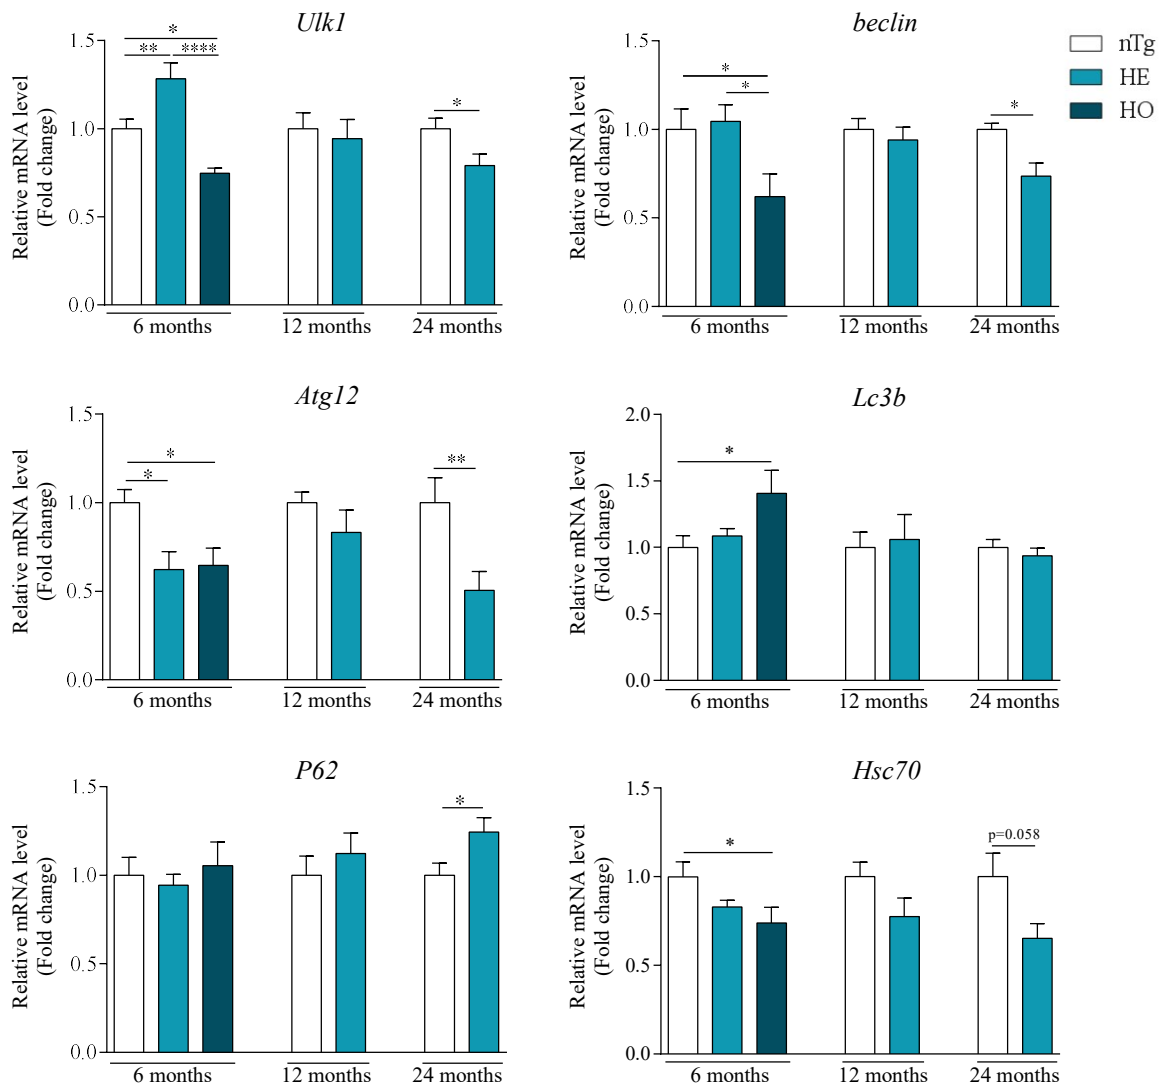 Ulk1
Relative mRNA level
(Fold change)
1.5
1.0
0.5
0.0
*
** ****
*
6 months 12 months 24 months
beclin
Relative mRNA level
(Fold change)
1.5
1.0
0.5
0.0
*
*
*
6 months 12 months 24 months
nTg
HE
HO
Atg12
Relative mRNA level
(Fold change)
1.5
1.0
0.5
0.0
*
*
**
6 months 12 months 24 months
Lc3b
Relative mRNA level
(Fold change)
2.0
1.5
1.0
0.5
0.0
*
6 months 12 months 24 months
P62
Relative mRNA level
(Fold change)
1.5
1.0
0.5
0.0
*
6 months 12 months 24 months
Hsc70
Relative mRNA level
(Fold change)
1.5
1.0
0.5
0.0
*
p=0.058
6 months 12 months 24 months